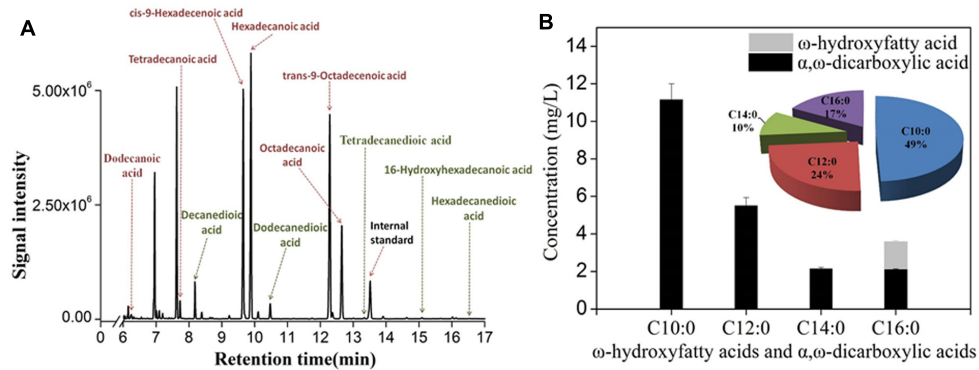 A
cis-9-Hexadecenoic acid
Hexadecanoic acid
Tetradecanoic acid
trans-9-Octadecenoic acid
5.00x10⁶
Tetradecanedioic acid
Octadecanoic
acid
Dodecanoic
acid
16-Hydroxyhexadecanoic acid
2.50x10⁶
Decanedioic
acid
Dodecanedioic
acid
Internal
standard
Hexadecanedioic
acid
0.00
Signal intensity
0 6 7 8 9 10 11 12 13 14 15 16 17
Retention time(min)
B
14
12
10
8
6
4
2
0
Concentration (mg/L)
ω-hydroxyfatty acid
α,ω-dicarboxylic acid
C16:0
17%
C14:0
10%
C10:0
49%
C12:0
24%
C10:0 C12:0 C14:0 C16:0
ω-hydroxyfatty acids and α,ω-dicarboxylic acids